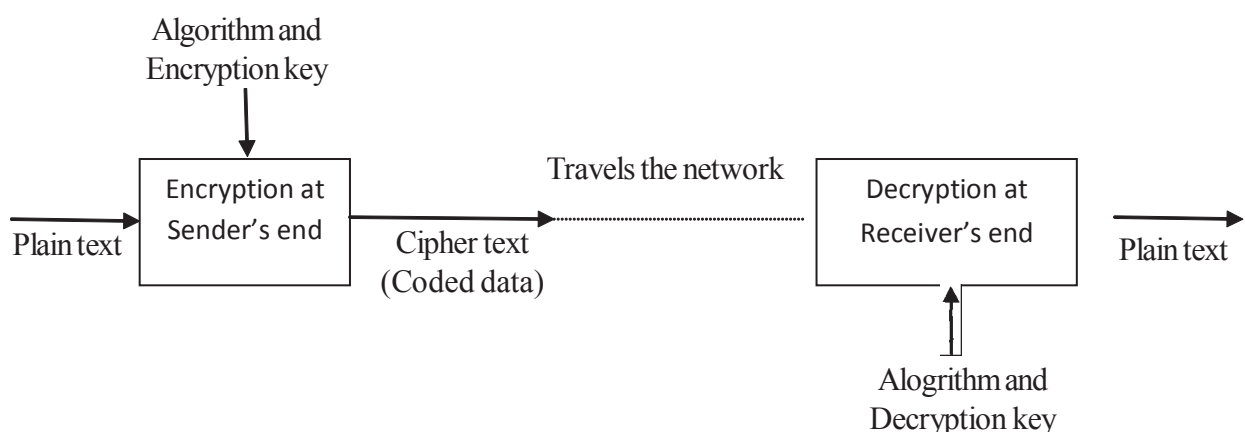 Algorithm and
Encryption key
Encryption at
Sender's end
Plain text
Cipher text
(Coded data)
Travels the network
Decryption at
Receiver's end
Plain text
Alogrithm and
Decryption key